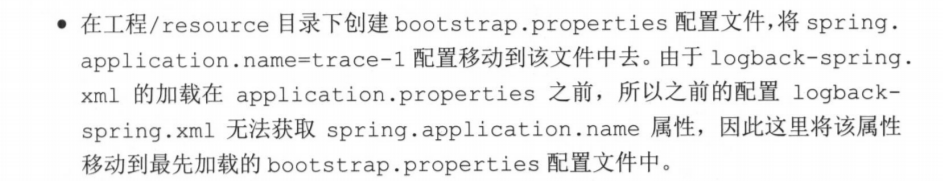 ● 在工程/resource 目录下创建 bootstrap.properties 配置文件,将 spring.
application.name=trace-1 配置移动到该文件中去。由于 logback-spring.
xml 的加载在 application.properties 之前，所以之前的配置 logback-
spring.xml 无法获取 spring.application.name 属性，因此这里将该属性
移动到最先加载的 bootstrap.properties 配置文件中。